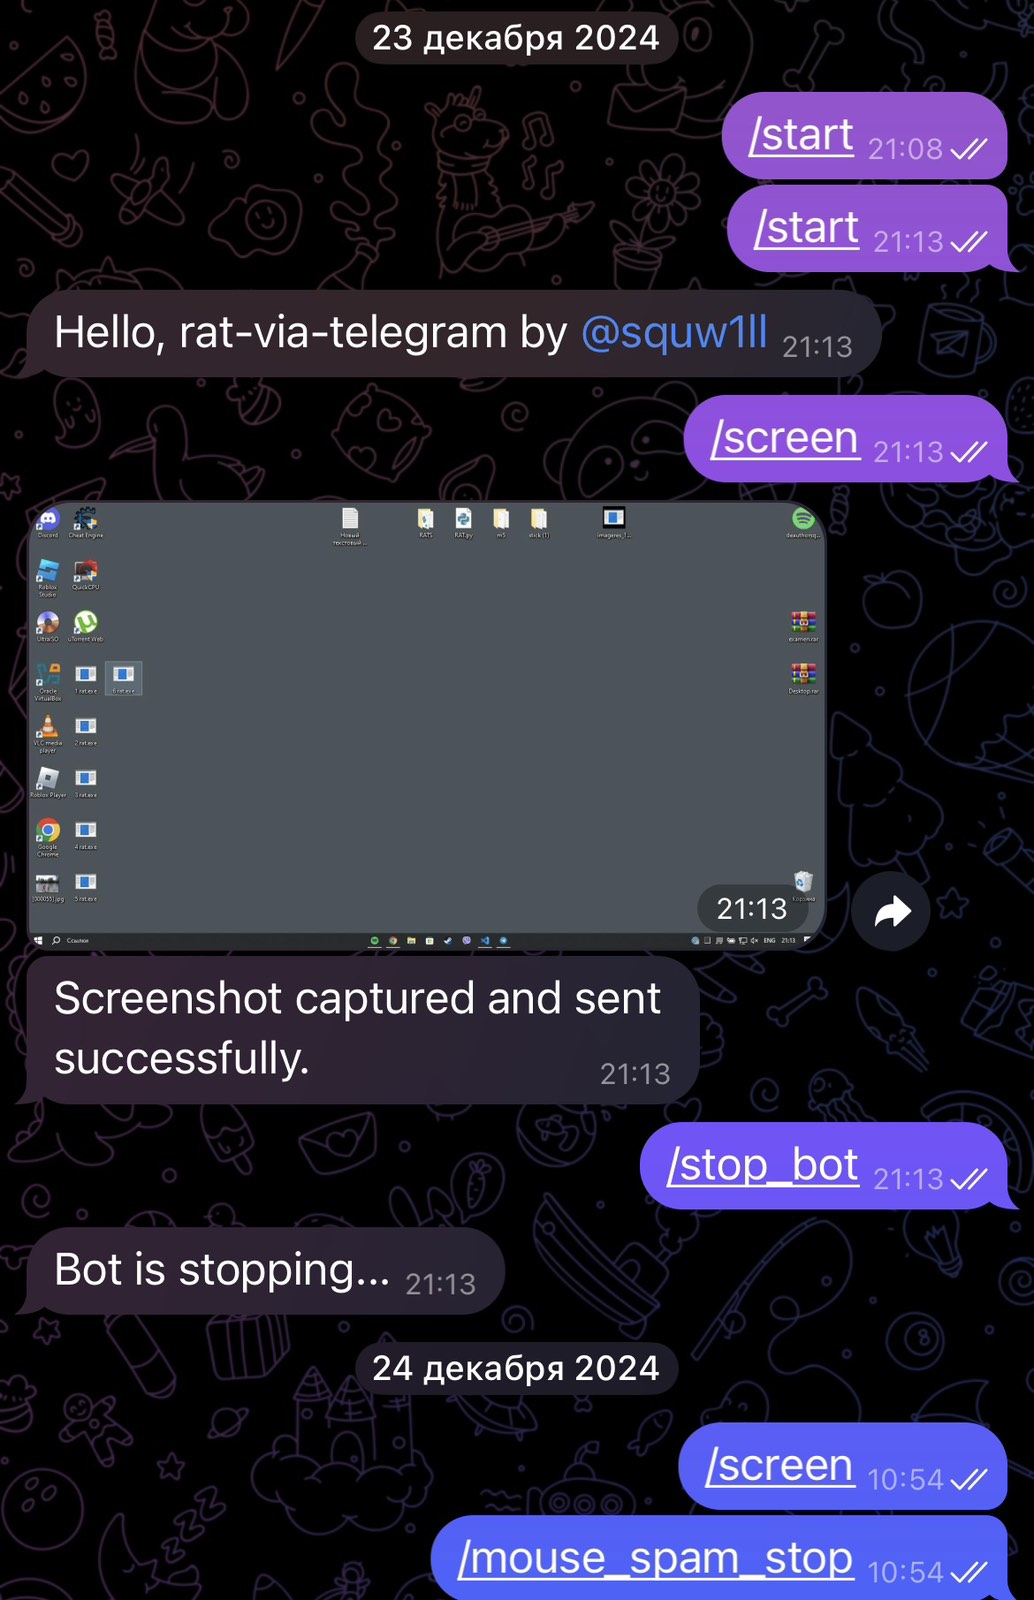 23 декабря 2024
/start 21:08
/start 21:13
Hello, rat-via-telegram by @squw1ll 21:13
/screen 21:13
Discord
Cheat Engine
Новый
текстовый ...
RATS
RAT.py
m5
stick (1)
imageres_1...
Roblox
Studio
QuickCPU
UltraISO
uTorrent Web
examen.rar
Oracle
VirtualBox
1 rat.exe
6 rat.exe
Desktop.rar
VLC media
player
2 rat.exe
Roblox Player
3 rat.exe
Google
Chrome
4 rat.exe
5 rat.exe
Корзина
21:13
Ссылки
ENG 21:13
Screenshot captured and sent
successfully. 21:13
/stop_bot 21:13
Bot is stopping... 21:13
24 декабря 2024
/screen 10:54
/mouse_spam_stop 10:54